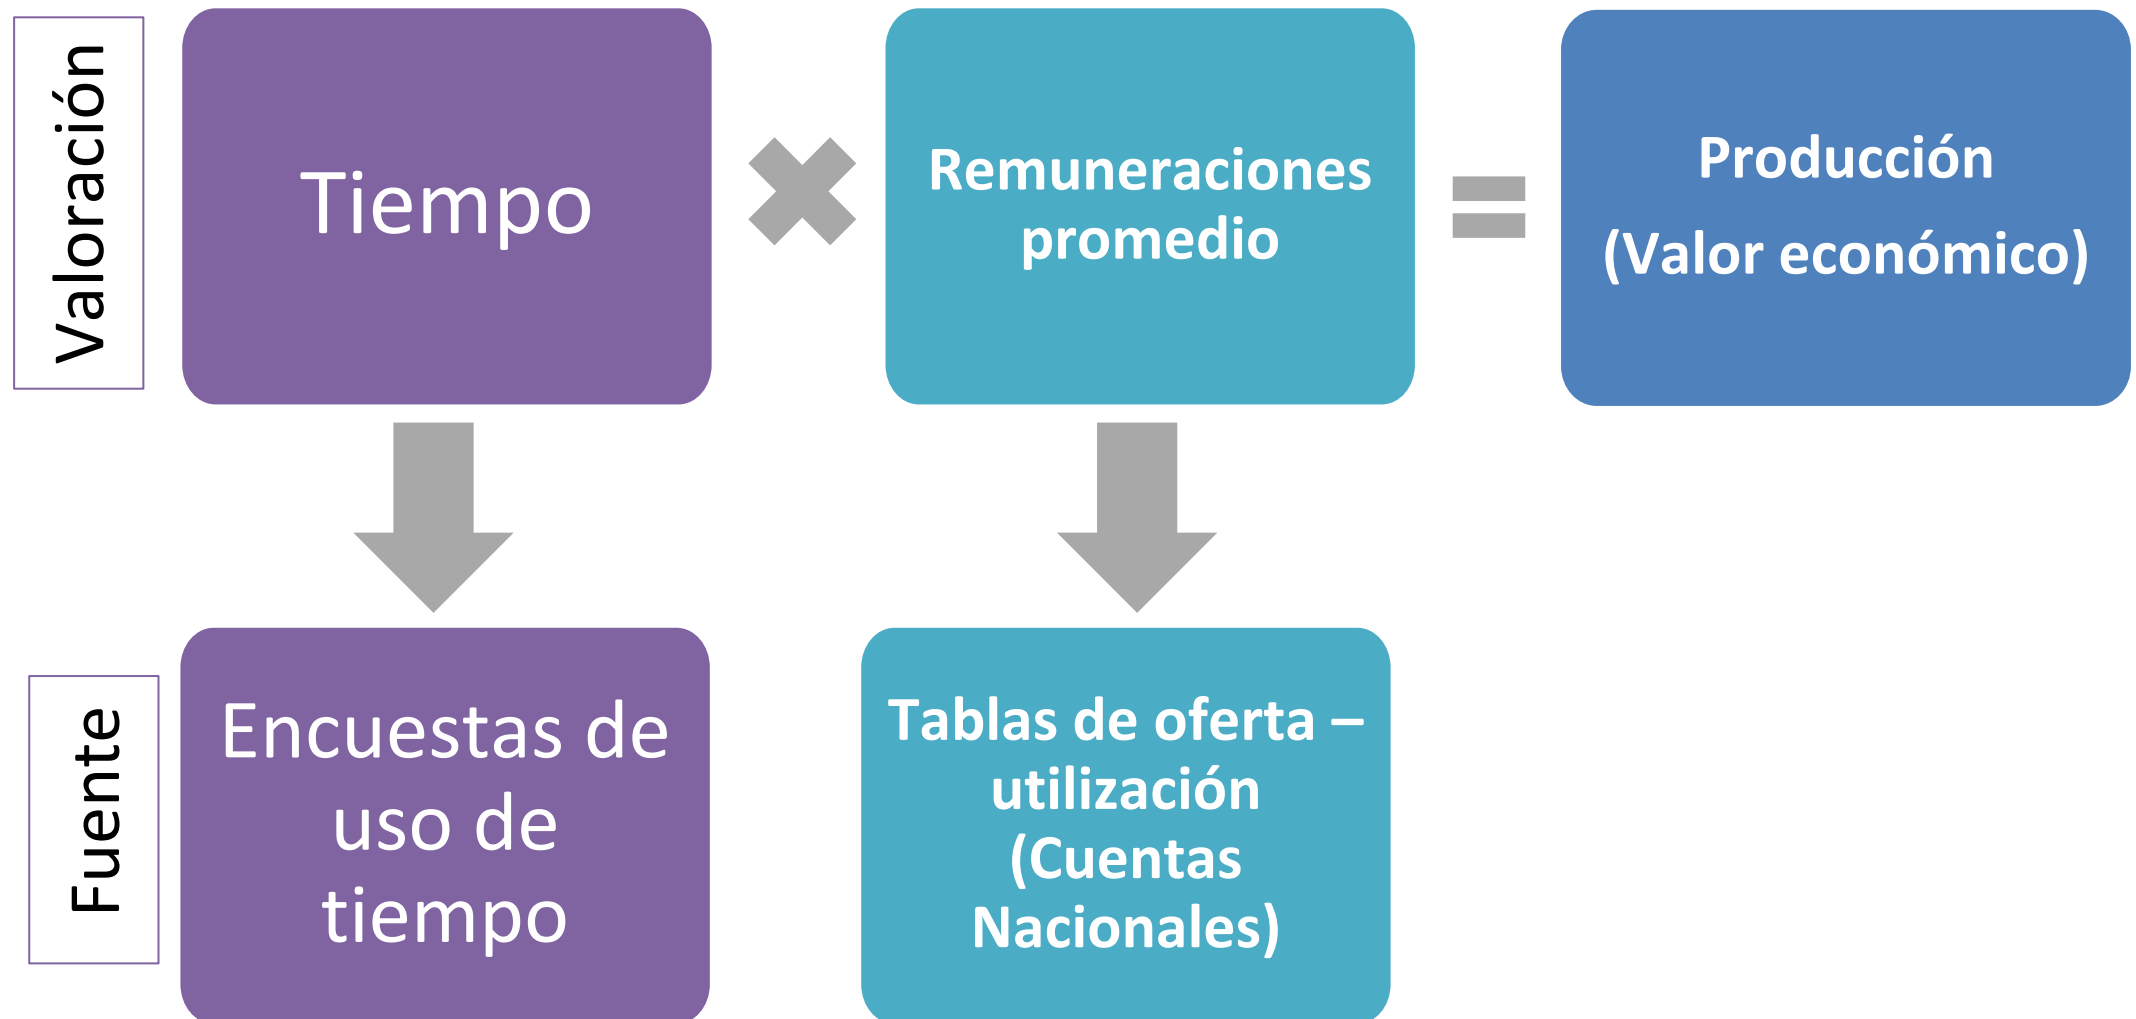 Valoración
Tiempo
Remuneraciones
promedio
Producción
(Valor económico)
Fuente
Encuestas de
uso de
tiempo
Tablas de oferta –
utilización
(Cuentas
Nacionales)